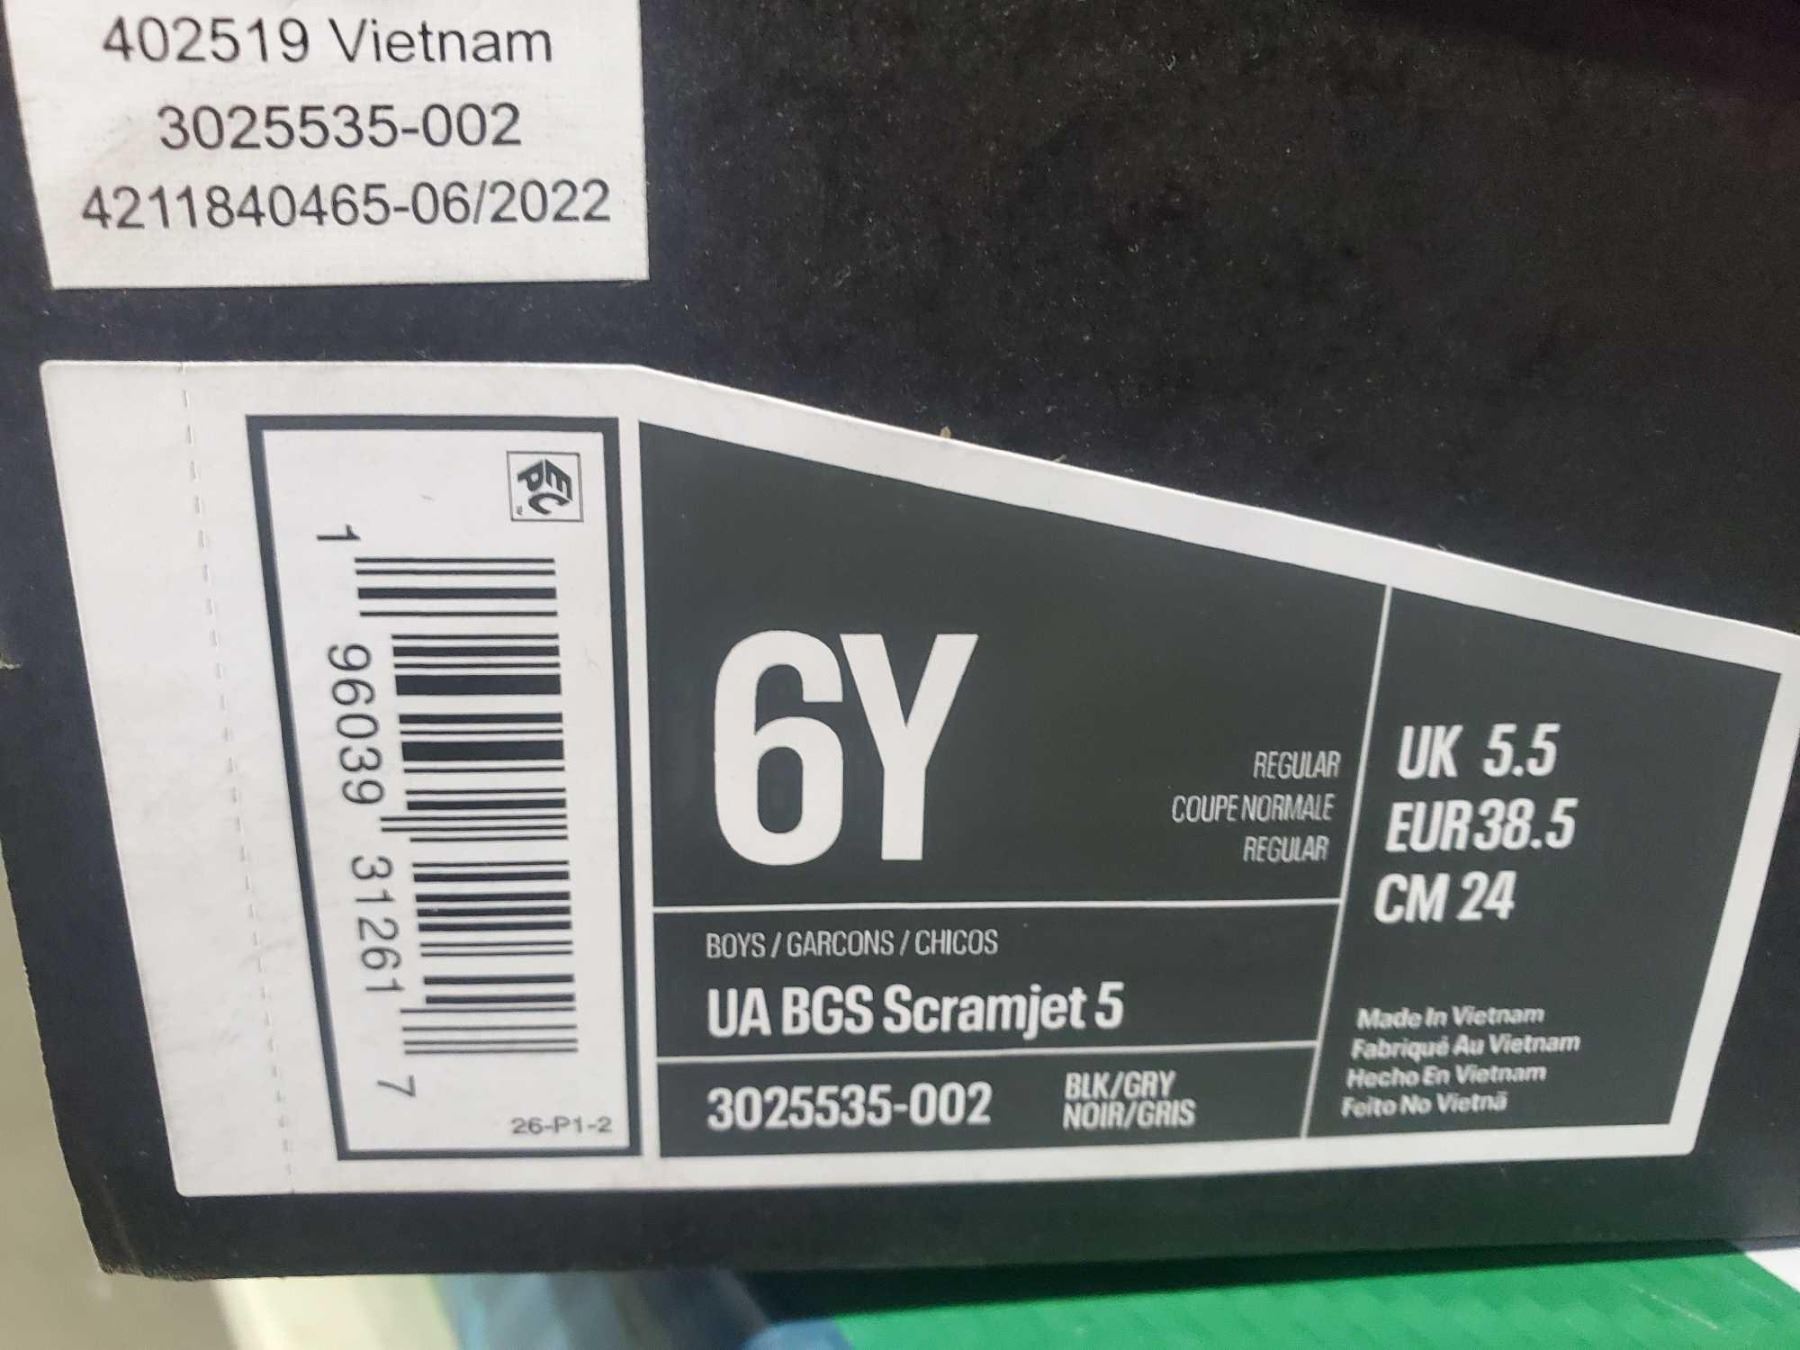 402519 Vietnam
3025535-002
4211840465-06/2022
EC
P
1 96039 31261 7
26-P1-2
6Y
REGULAR
COUPE NORMALE
REGULAR
UK 5.5
EUR 38.5
CM 24
BOYS / GARCONS / CHICOS
UA BGS Scramjet 5
3025535-002
BLK/GRY
NOIR/GRIS
Made In Vietnam
Fabriqué Au Vietnam
Hecho En Vietnam
Feito No Vietnã